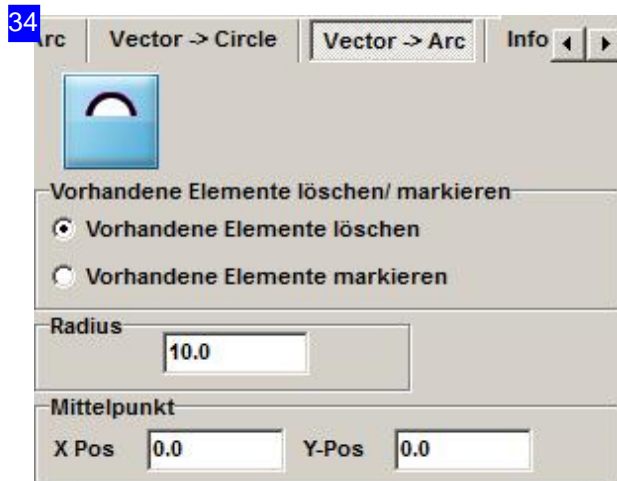 34
Arc Vector -> Circle Vector -> Arc Info
Vorhandene Elemente löschen/ markieren
Vorhandene Elemente löschen
Vorhandene Elemente markieren
Radius
10.0
Mittelpunkt
X Pos 0.0 Y-Pos 0.0